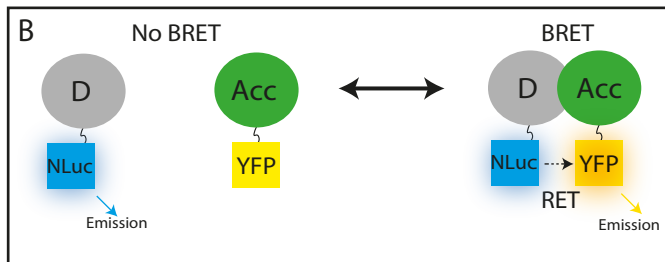 B
No BRET
BRET
D
Acc
D
Acc
NLuc
YFP
NLuc
YFP
RET
Emission
Emission